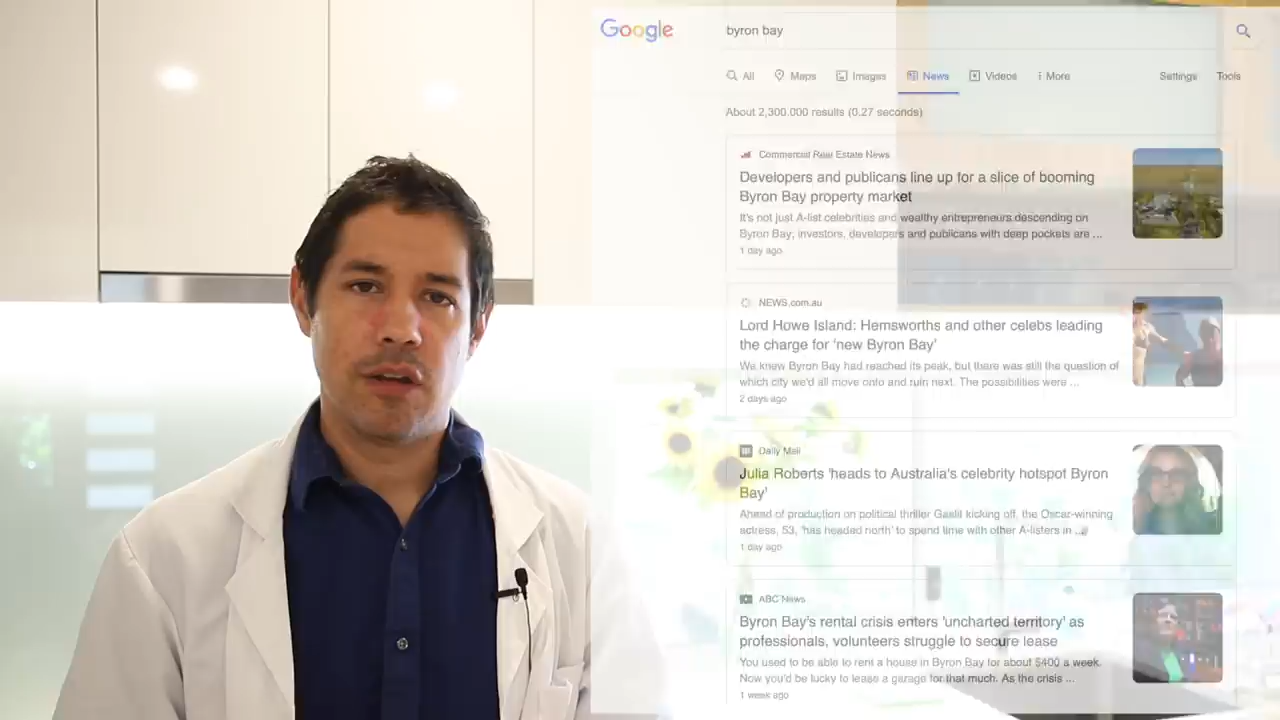 Google
byron bay
All Maps Images News Videos More Settings Tools
About 2,300,000 results (0.27 seconds)
Commercial Real Estate News
Developers and publicans line up for a slice of booming
Byron Bay property market
It's not just A-list celebrities and wealthy entrepreneurs descending on
Byron Bay; investors, developers and publicans with deep pockets are ...
1 day ago
NEWS.com.au
Lord Howe Island: Hemsworths and other celebs leading
the charge for 'new Byron Bay'
We knew Byron Bay had reached its peak, but there was still the question of
which city we'd all move onto and ruin next. The possibilities were ...
2 days ago
Daily Mail
Julia Roberts 'heads to Australia's celebrity hotspot Byron
Bay'
Ahead of production on political thriller Gaslit kicking off, the Oscar-winning
actress, 53, 'has headed north' to spend time with other A-listers in ...
1 day ago
ABC News
Byron Bay's rental crisis enters 'uncharted territory' as
professionals, volunteers struggle to secure lease
You used to be able to rent a house in Byron Bay for about $400 a week.
Now you'd be lucky to lease a garage for that much. As the crisis ...
1 week ago